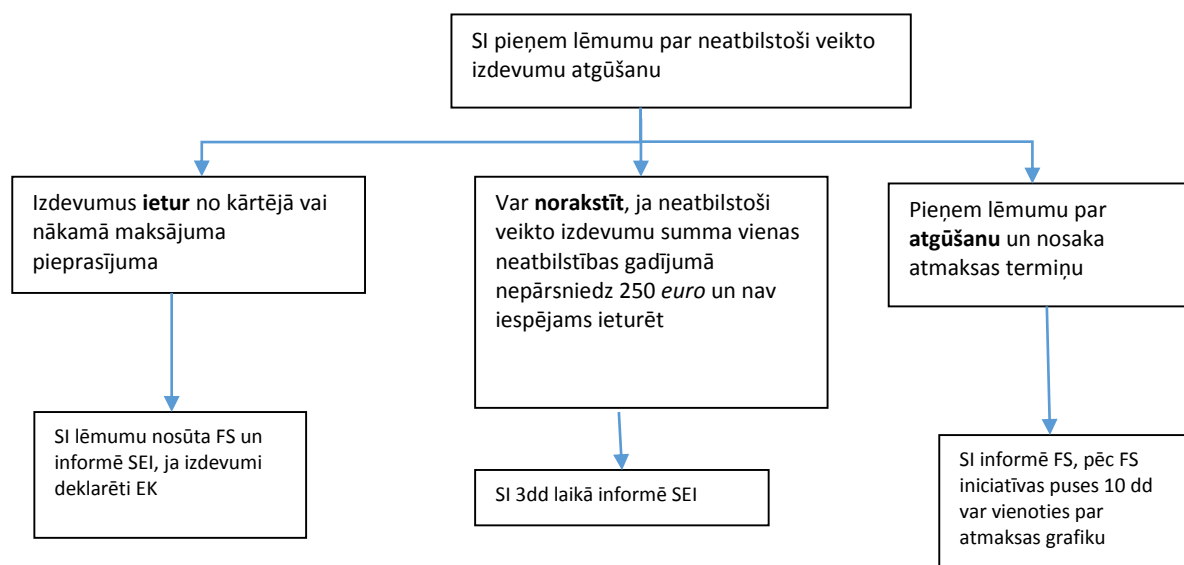 SI pieņem lēmumu par neatbilstoši veikto
izdevumu atgūšanu
Izdevumus ietur no kārtējā vai
nākamā maksājuma
pieprasījuma
Var norakstīt, ja neatbilstoši
veikto izdevumu summa vienas
neatbilstības gadījumā
nepārsniedz 250 euro un nav
iespējams ieturēt
Pieņem lēmumu par
atgūšanu un nosaka
atmaksas termiņu
SI lēmumu nosūta FS un
informē SEI, ja izdevumi
deklarēti EK
SI 3dd laikā informē SEI
SI informē FS, pēc FS
iniciatīvas puses 10 dd
var vienoties par
atmaksas grafiku